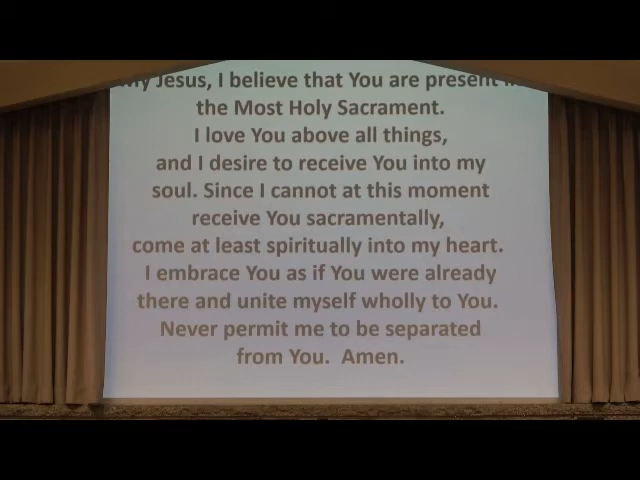 My Jesus, I believe that You are present in
the Most Holy Sacrament.
I love You above all things,
and I desire to receive You into my
soul. Since I cannot at this moment
receive You sacramentally,
come at least spiritually into my heart.
I embrace You as if You were already
there and unite myself wholly to You.
Never permit me to be separated
from You. Amen.